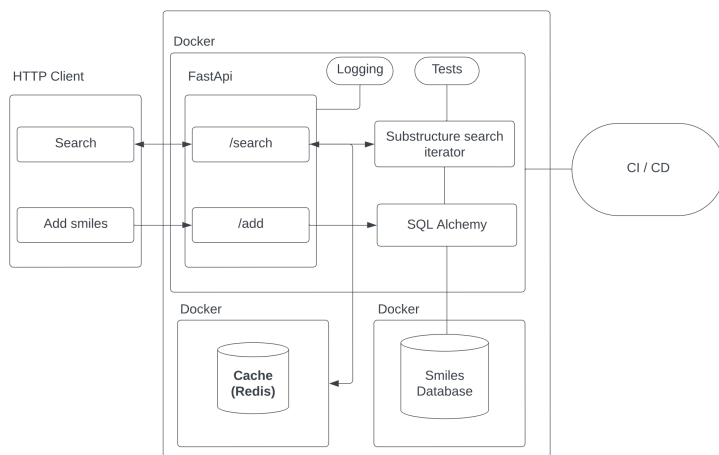 Docker
HTTP Client
FastApi
Logging
Tests
Search
/search
Substructure search
iterator
CI / CD
Add smiles
/add
SQL Alchemy
Docker
Docker
Cache
(Redis)
Smiles
Database